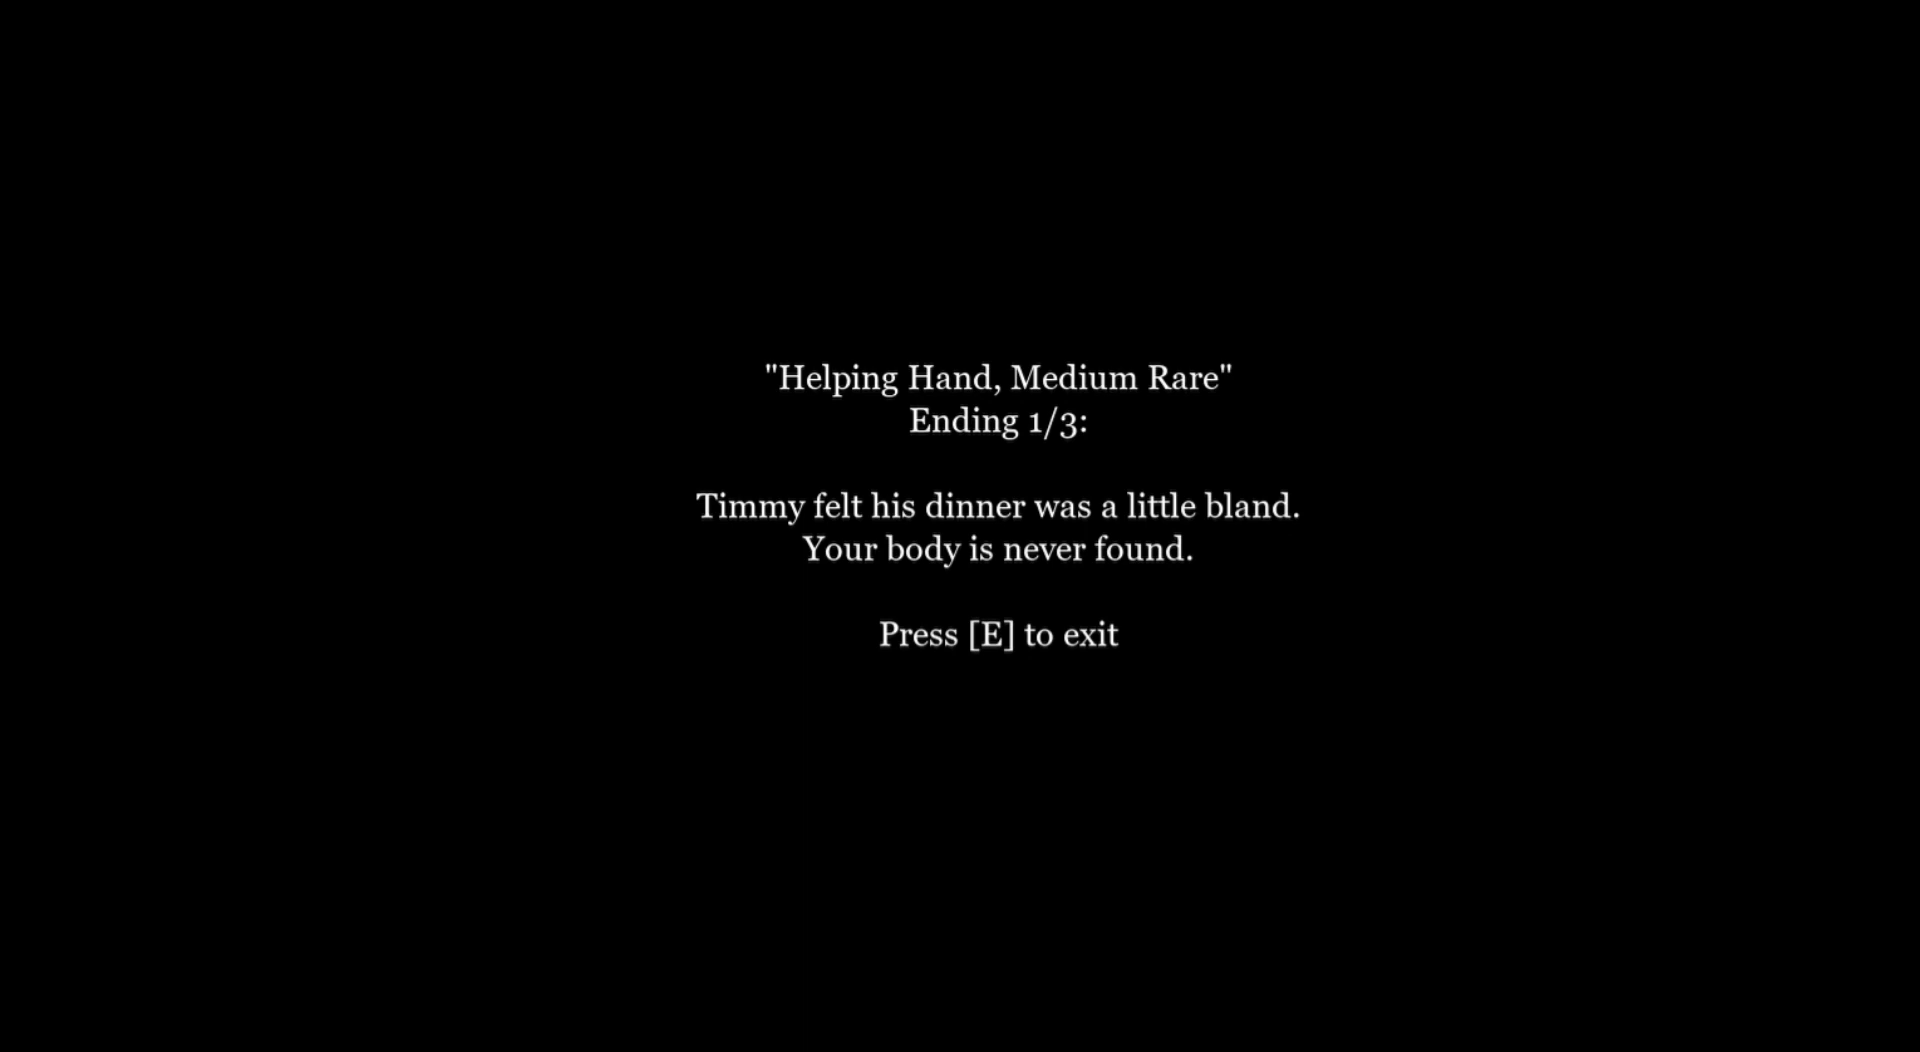 "Helping Hand, Medium Rare"
Ending 1/3:
Timmy felt his dinner was a little bland.
Your body is never found.
Press [E] to exit